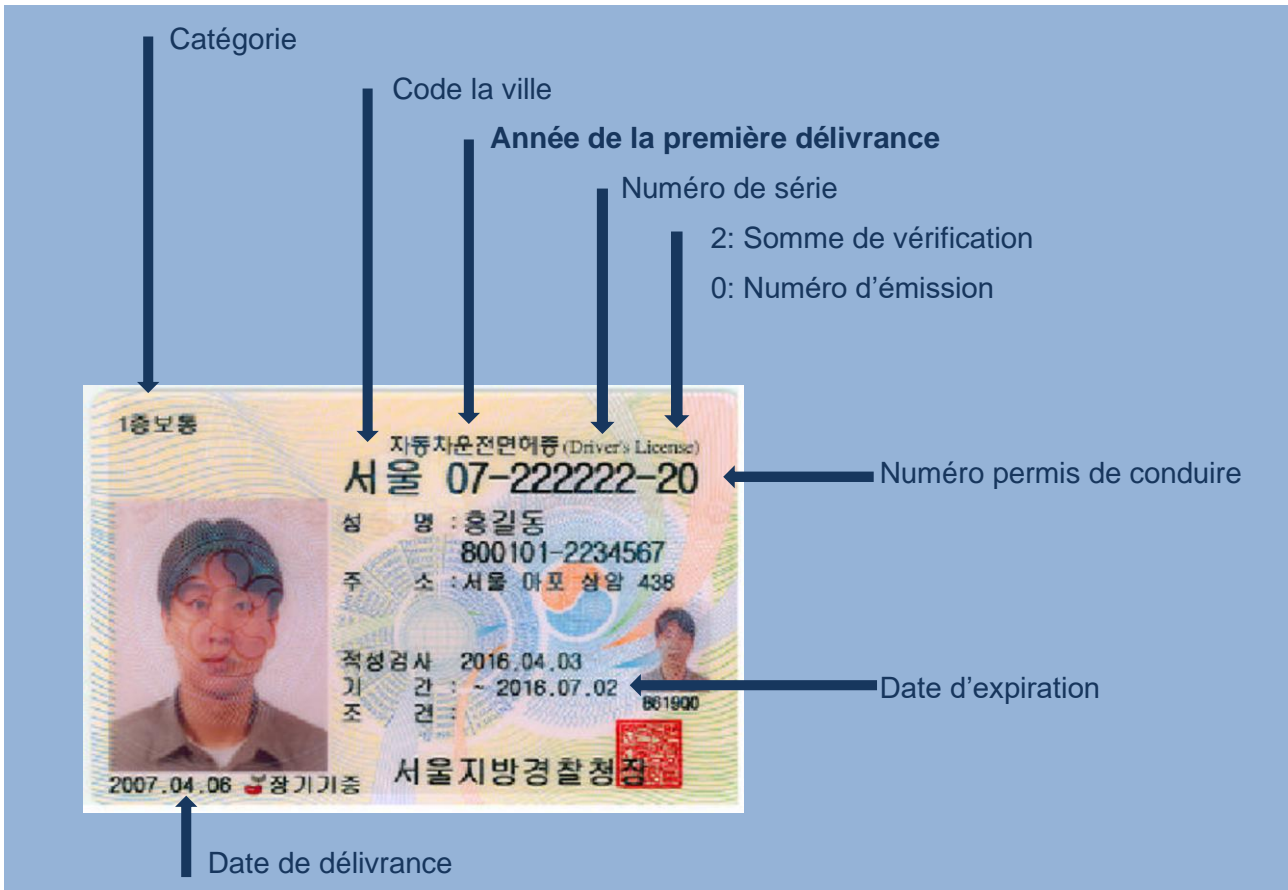 Catégorie
Code la ville
Année de la première délivrance
Numéro de série
2: Somme de vérification
0: Numéro d’émission
1종보통
자동차운전면허증 (Driver's License)
서울 07-222222-20
Numéro permis de conduire
성 명 : 홍길동
800101-2234567
주 소 : 서울 마포 상암 438
적성검사 2016.04.03
기 간 : ~ 2016.07.02
Date d’expiration
조 건 :
2007.04.06 장기기증
서울지방경찰청장
Date de délivrance